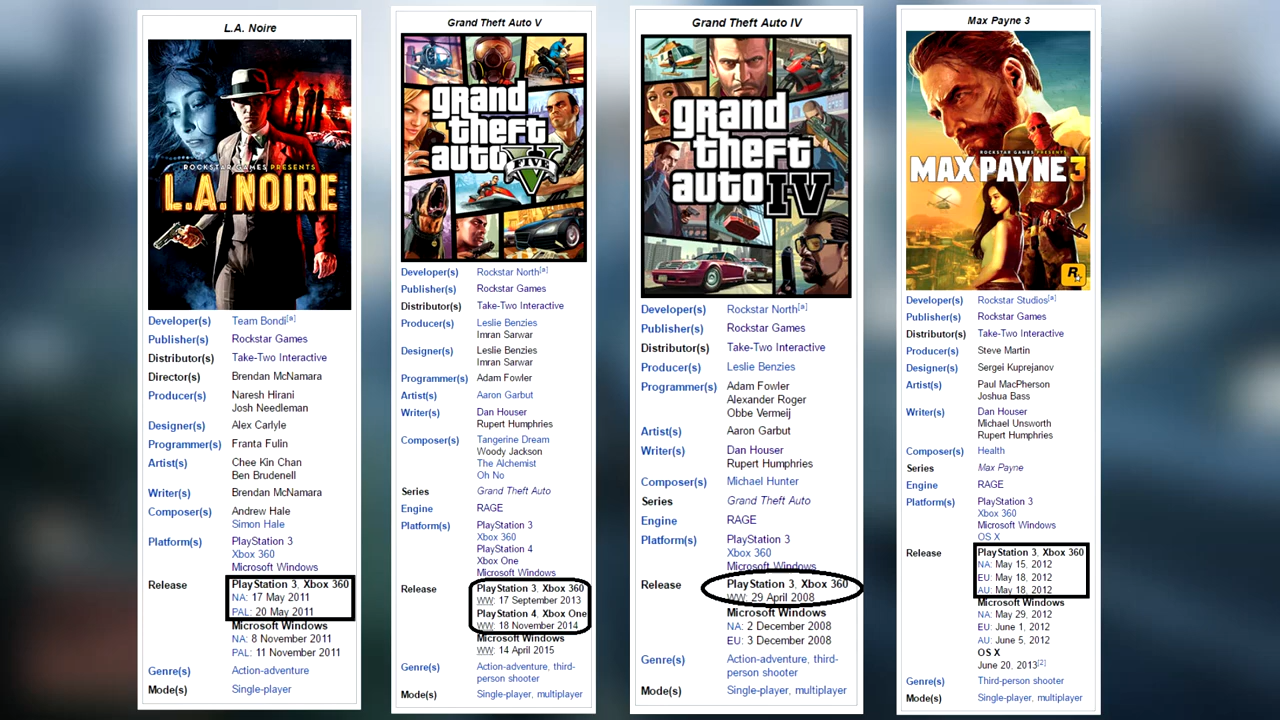 L.A. Noire
ROCKSTAR GAMES PRESENTS
L.A. NOIRE
Developer(s) Team Bondi[a]
Publisher(s) Rockstar Games
Distributor(s) Take-Two Interactive
Director(s) Brendan McNamara
Producer(s) Naresh Hirani
Josh Needleman
Designer(s) Alex Carlyle
Programmer(s) Franta Fulin
Artist(s) Chee Kin Chan
Ben Brudenell
Writer(s) Brendan McNamara
Composer(s) Andrew Hale
Simon Hale
Platform(s) PlayStation 3
Xbox 360
Microsoft Windows
Release PlayStation 3, Xbox 360
NA: 17 May 2011
PAL: 20 May 2011
Microsoft Windows
NA: 8 November 2011
PAL: 11 November 2011
Genre(s) Action-adventure
Mode(s) Single-player
Grand Theft Auto V
grand
theft
auto V
FIVE
Developer(s) Rockstar North[a]
Publisher(s) Rockstar Games
Distributor(s) Take-Two Interactive
Producer(s) Leslie Benzies
Imran Sarwar
Designer(s) Leslie Benzies
Imran Sarwar
Programmer(s) Adam Fowler
Artist(s) Aaron Garbut
Writer(s) Dan Houser
Rupert Humphries
Composer(s) Tangerine Dream
Woody Jackson
The Alchemist
Oh No
Series Grand Theft Auto
Engine RAGE
Platform(s) PlayStation 3
Xbox 360
PlayStation 4
Xbox One
Microsoft Windows
Release PlayStation 3, Xbox 360
WW: 17 September 2013
PlayStation 4, Xbox One
WW: 18 November 2014
Microsoft Windows
WW: 14 April 2015
Genre(s) Action-adventure, third-
person shooter
Mode(s) Single-player, multiplayer
Grand Theft Auto IV
grand
theft
auto IV
Developer(s) Rockstar North[a]
Publisher(s) Rockstar Games
Distributor(s) Take-Two Interactive
Producer(s) Leslie Benzies
Programmer(s) Adam Fowler
Alexander Roger
Obbe Vermeij
Artist(s) Aaron Garbut
Writer(s) Dan Houser
Rupert Humphries
Composer(s) Michael Hunter
Series Grand Theft Auto
Engine RAGE
Platform(s) PlayStation 3
Xbox 360
Microsoft Windows
Release PlayStation 3, Xbox 360
WW: 29 April 2008
Microsoft Windows
NA: 2 December 2008
EU: 3 December 2008
Genre(s) Action-adventure, third-
person shooter
Mode(s) Single-player, multiplayer
Max Payne 3
ROCKSTAR GAMES PRESENTS
MAX PAYNE 3
R
Developer(s) Rockstar Studios[a]
Publisher(s) Rockstar Games
Distributor(s) Take-Two Interactive
Producer(s) Steve Martin
Designer(s) Sergei Kuprejanov
Artist(s) Paul MacPherson
Joshua Bass
Writer(s) Dan Houser
Michael Unsworth
Rupert Humphries
Composer(s) Health
Series Max Payne
Engine RAGE
Platform(s) PlayStation 3
Xbox 360
Microsoft Windows
OS X
Release PlayStation 3, Xbox 360
NA: May 15, 2012
EU: May 18, 2012
AU: May 18, 2012
Microsoft Windows
NA: May 29, 2012
EU: June 1, 2012
AU: June 5, 2012
OS X
June 20, 2013[2]
Genre(s) Third-person shooter
Mode(s) Single-player, multiplayer